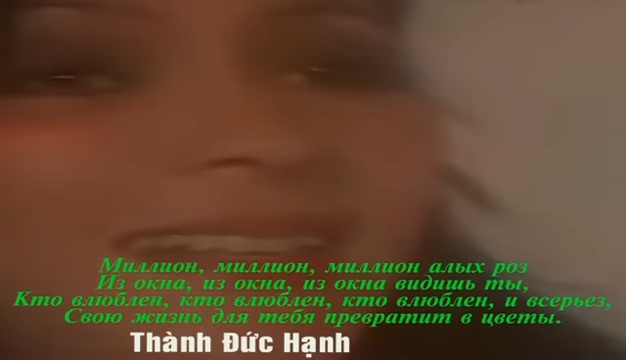 Миллион, миллион, миллион алых роз
Из окна, из окна, из окна видишь ты,
Кто влюблен, кто влюблен, кто влюблен, и всерьез,
Свою жизнь для тебя превратит в цветы.
Thành Đức Hạnh